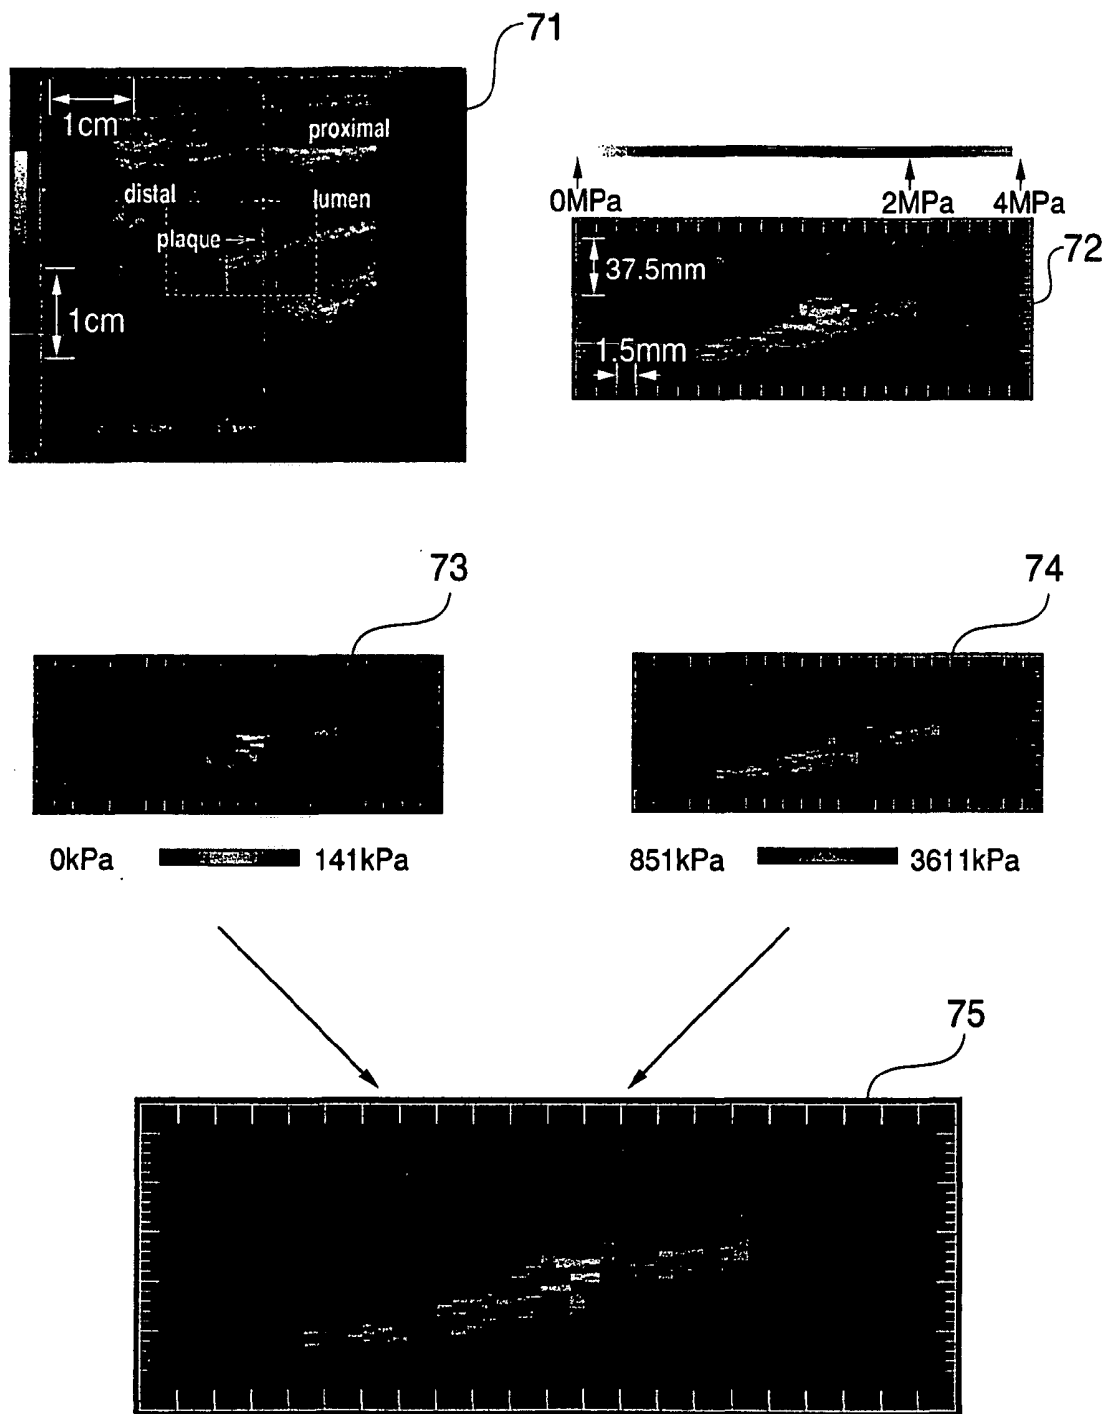 71
1cm
proximal
distal
lumen
plaque
1cm
0MPa 2MPa 4MPa
72
37.5mm
1.5mm
73
74
0kPa 141kPa
851kPa 3611kPa
75